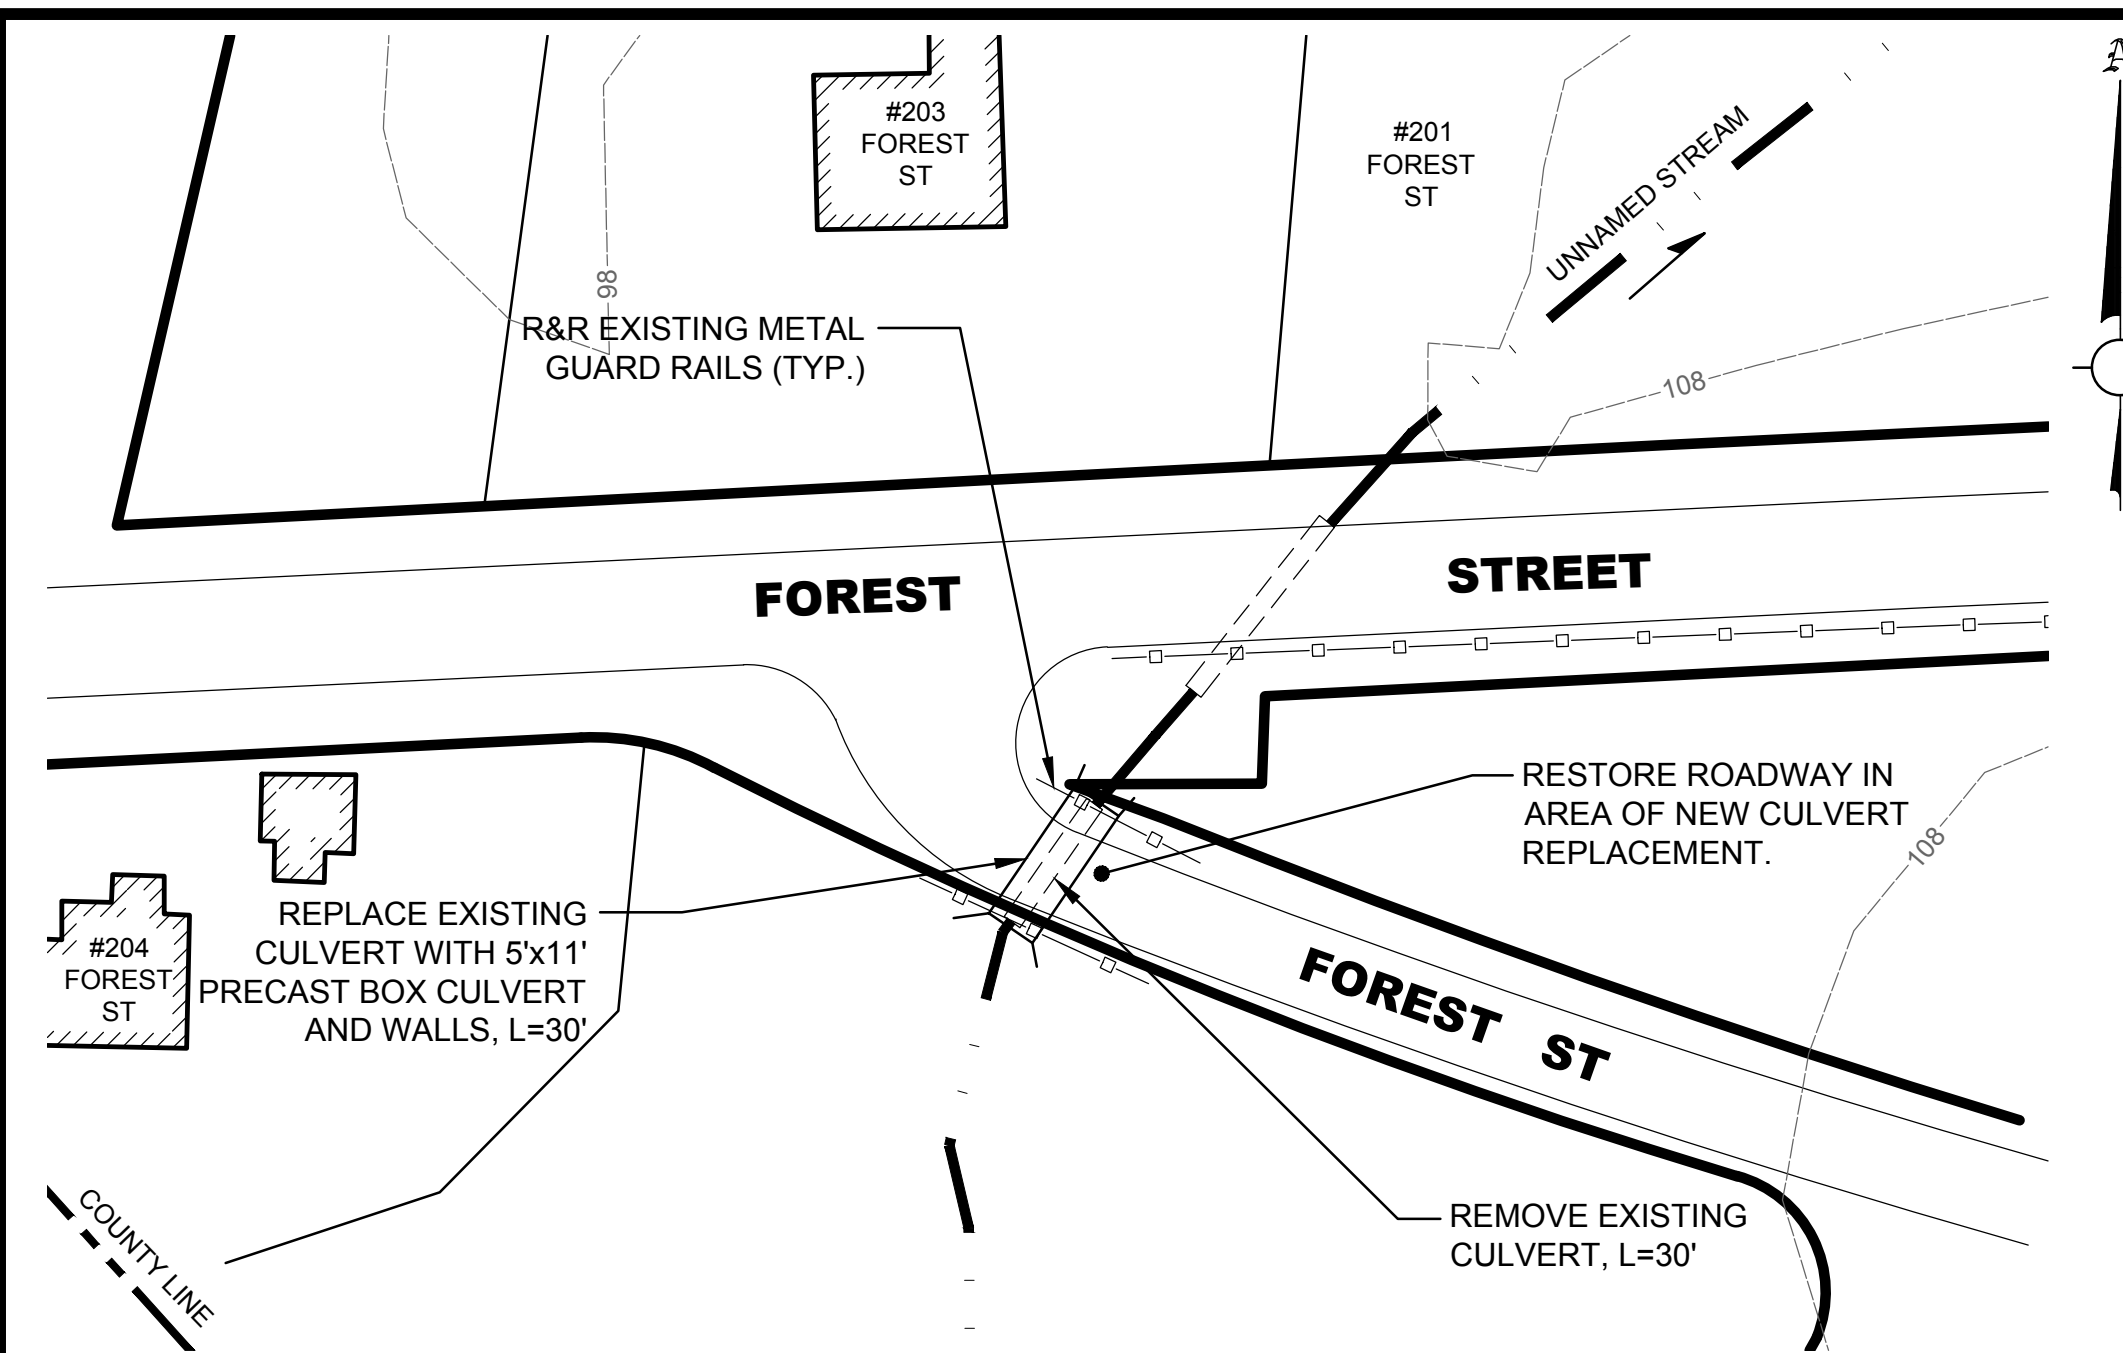 #203
FOREST
ST
#201
FOREST
ST
UNNAMED STREAM
98
R&R EXISTING METAL
GUARD RAILS (TYP.)
108
FOREST STREET
RESTORE ROADWAY IN
AREA OF NEW CULVERT
REPLACEMENT.
108
REPLACE EXISTING
CULVERT WITH 5'x11'
PRECAST BOX CULVERT
AND WALLS, L=30'
#204
FOREST
ST
FOREST ST
REMOVE EXISTING
CULVERT, L=30'
COUNTY LINE